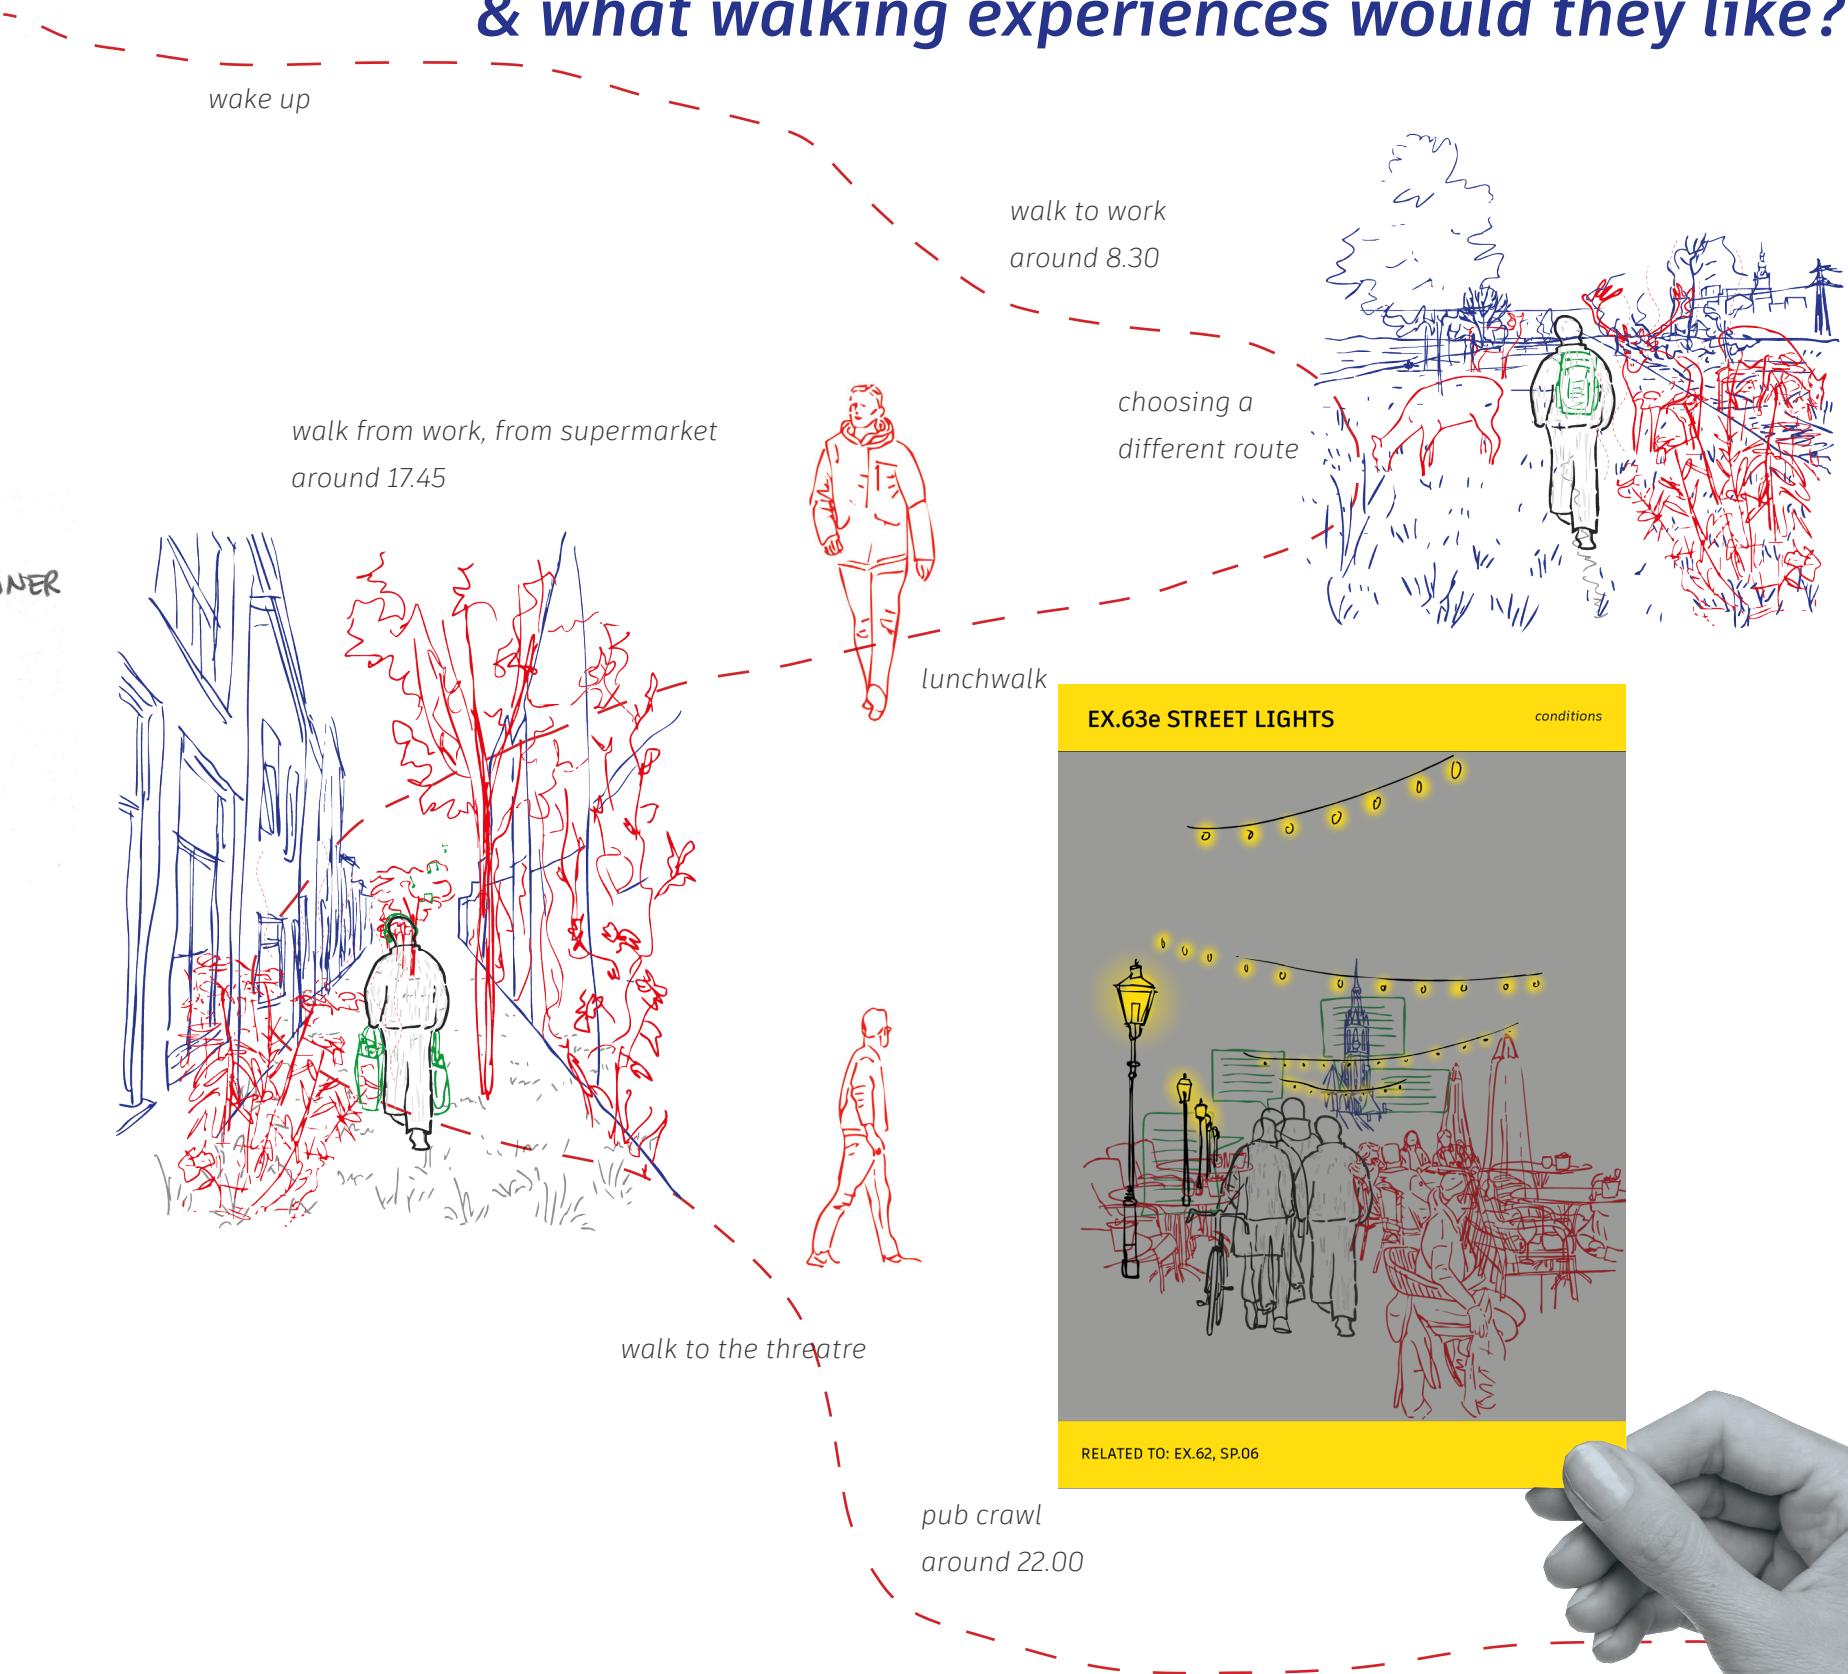 & what walking experiences would they like?
wake up
walk to work
around 8.30
choosing a
different route
walk from work, from supermarket
around 17.45
lunchwalk
EX.63e STREET LIGHTS
conditions
walk to the threatre
RELATED TO: EX.62, SP.06
pub crawl
around 22.00